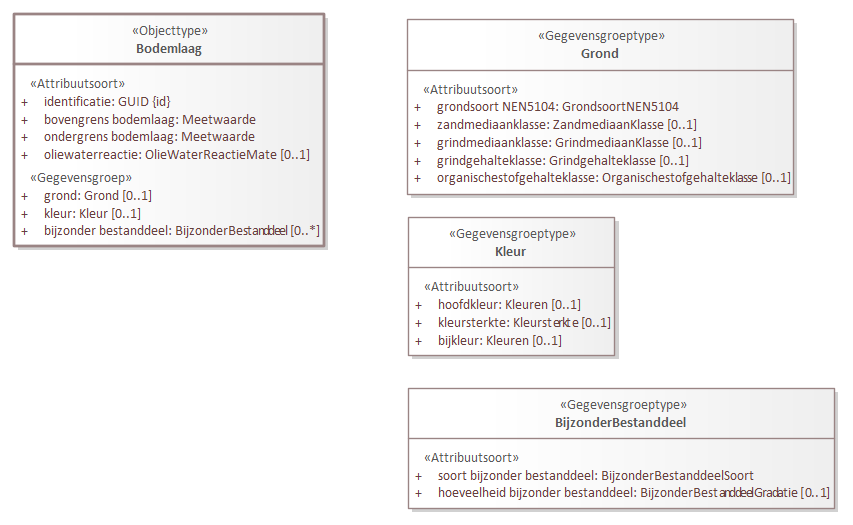 «Objecttype»
Bodemlaag
«Attribuutsoort»
+ identificatie: GUID {id}
+ bovengrens bodemlaag: Meetwaarde
+ ondergrens bodemlaag: Meetwaarde
+ oliewaterreactie: OlieWaterReactieMate [0..1]
«Gegevensgroep»
+ grond: Grond [0..1]
+ kleur: Kleur [0..1]
+ bijzonder bestanddeel: BijzonderBestanddeel [0..*]
«Gegevensgroeptype»
Grond
«Attribuutsoort»
+ grondsoort NEN5104: GrondsoortNEN5104
+ zandmediaanklasse: ZandmediaanKlasse [0..1]
+ grindmediaanklasse: GrindmediaanKlasse [0..1]
+ grindgehalteklasse: Grindgehalteklasse [0..1]
+ organischestofgehalteklasse: Organischestofgehalteklasse [0..1]
«Gegevensgroeptype»
Kleur
«Attribuutsoort»
+ hoofdkleur: Kleuren [0..1]
+ kleursterkte: Kleursterkte [0..1]
+ bijkleur: Kleuren [0..1]
«Gegevensgroeptype»
BijzonderBestanddeel
«Attribuutsoort»
+ soort bijzonder bestanddeel: BijzonderBestanddeelSoort
+ hoeveelheid bijzonder bestanddeel: BijzonderBestanddeelGradatie [0..1]